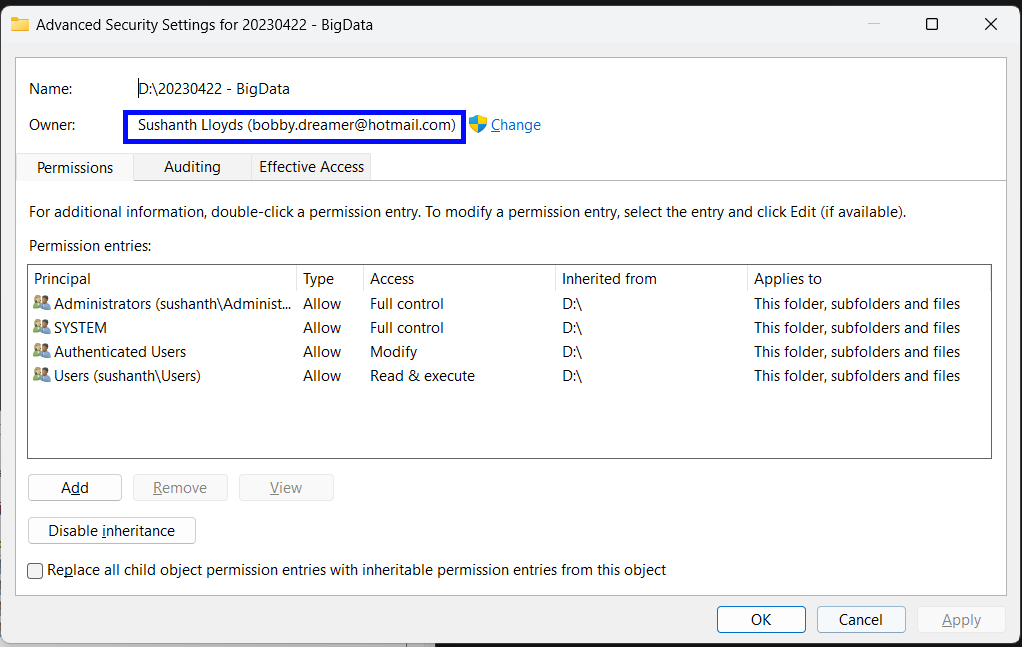 Advanced Security Settings for 20230422 - BigData
Name: D:\20230422 - BigData
Owner: Sushanth Lloyds (bobby.dreamer@hotmail.com) Change
Permissions Auditing Effective Access
For additional information, double-click a permission entry. To modify a permission entry, select the entry and click Edit (if available).
Permission entries:
Principal Type Access Inherited from Applies to
Administrators (sushanth\Administ... Allow Full control D:\ This folder, subfolders and files
SYSTEM Allow Full control D:\ This folder, subfolders and files
Authenticated Users Allow Modify D:\ This folder, subfolders and files
Users (sushanth\Users) Allow Read & execute D:\ This folder, subfolders and files
Add Remove View
Disable inheritance
Replace all child object permission entries with inheritable permission entries from this object
OK Cancel Apply